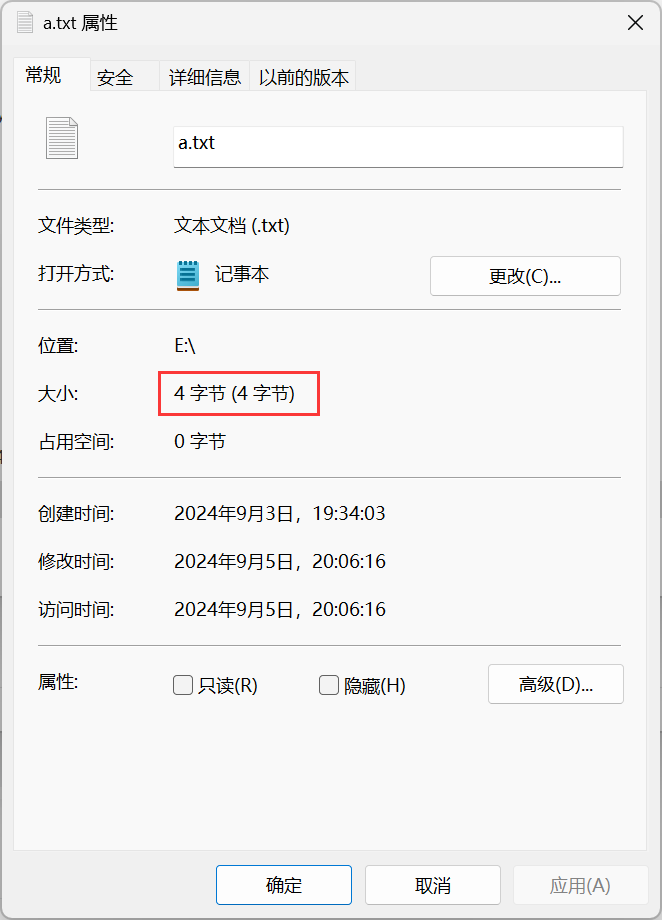 a.txt 属性
常规 安全 详细信息 以前的版本
a.txt
文件类型: 文本文档 (.txt)
打开方式: 记事本 更改(C)...
位置: E:\
大小: 4 字节 (4 字节)
占用空间: 0 字节
创建时间: 2024年9月3日，19:34:03
修改时间: 2024年9月5日，20:06:16
访问时间: 2024年9月5日，20:06:16
属性: 只读(R) 隐藏(H) 高级(D)...
确定 取消 应用(A)